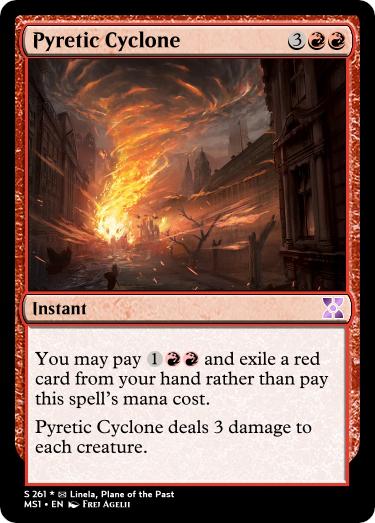 Pyretic Cyclone 3
Instant
You may pay 1 and exile a red
card from your hand rather than pay
this spell's mana cost.
Pyretic Cyclone deals 3 damage to
each creature.
S 261 * Linela, Plane of the Past
MS1 • EN Frej Agelii